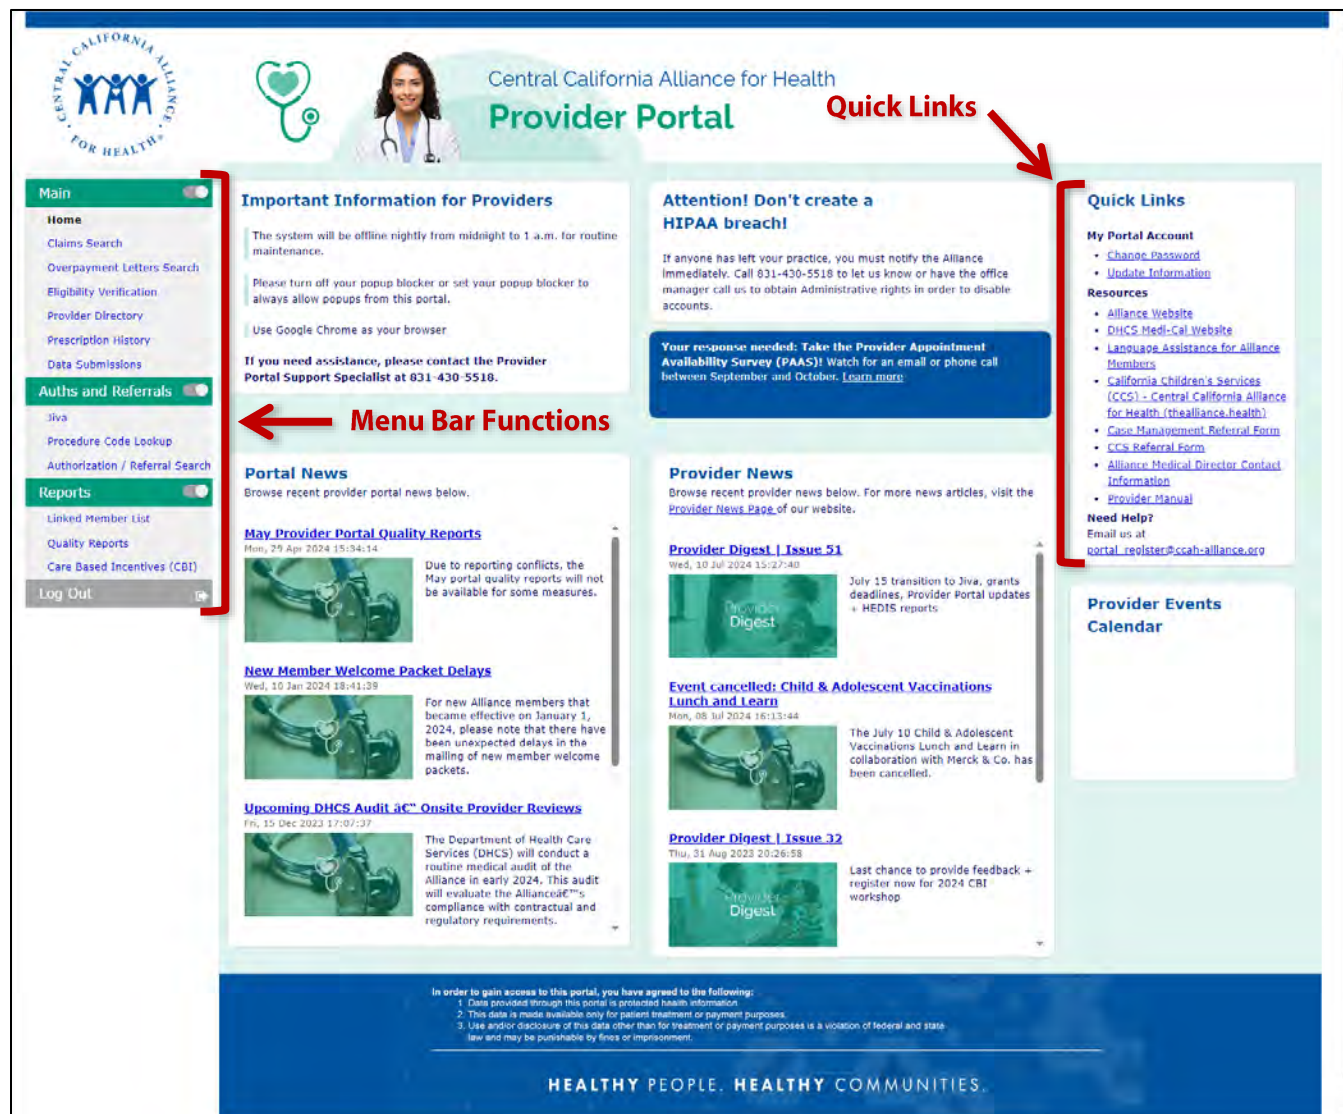 CENTRAL CALIFORNIA ALLIANCE
FOR HEALTH
Central California Alliance for Health
Provider Portal
Quick Links
Main
Home
Claims Search
Overpayment Letters Search
Eligibility Verification
Provider Directory
Prescription History
Data Submissions
Auths and Referrals
Jiva
Procedure Code Lookup
Authorization / Referral Search
Reports
Linked Member List
Quality Reports
Care Based Incentives (CBI)
Log Out
Menu Bar Functions
Important Information for Providers
The system will be offline nightly from midnight to 1 a.m. for routine
maintenance.
Please turn off your popup blocker or set your popup blocker to
always allow popups from this portal.
Use Google Chrome as your browser
If you need assistance, please contact the Provider
Portal Support Specialist at 831-430-5518.
Attention! Don't create a
HIPAA breach!
If anyone has left your practice, you must notify the Alliance
immediately. Call 831-430-5518 to let us know or have the office
manager call us to obtain Administrative rights in order to disable
accounts.
Your response needed: Take the Provider Appointment
Availability Survey (PAAS)! Watch for an email or phone call
between September and October. Learn more
Portal News
Browse recent provider portal news below.
May Provider Portal Quality Reports
Mon, 29 Apr 2024 15:34:14
Due to reporting conflicts, the
May portal quality reports will not
be available for some measures.
New Member Welcome Packet Delays
Wed, 10 Jan 2024 18:41:39
For new Alliance members that
became effective on January 1,
2024, please note that there have
been unexpected delays in the
mailing of new member welcome
packets.
Upcoming DHCS Audit â€“ Onsite Provider Reviews
Fri, 15 Dec 2023 17:07:37
The Department of Health Care
Services (DHCS) will conduct a
routine medical audit of the
Alliance in early 2024. This audit
will evaluate the Allianceâ€™s
compliance with contractual and
regulatory requirements.
Provider News
Browse recent provider news below. For more news articles, visit the
Provider News Page of our website.
Provider Digest | Issue 51
Wed, 10 Jul 2024 15:27:40
Provider
Digest
July 15 transition to Jiva, grants
deadlines, Provider Portal updates
+ HEDIS reports
Event cancelled: Child & Adolescent Vaccinations
Lunch and Learn
Mon, 08 Jul 2024 16:13:44
The July 10 Child & Adolescent
Vaccinations Lunch and Learn in
collaboration with Merck & Co. has
been cancelled.
Provider Digest | Issue 32
Thu, 31 Aug 2023 20:26:58
Provider
Digest
Last chance to provide feedback +
register now for 2024 CBI
workshop
Quick Links
My Portal Account
• Change Password
• Update Information
Resources
• Alliance Website
• DHCS Medi-Cal Website
• Language Assistance for Alliance
Members
• California Children's Services
(CCS) - Central California Alliance
for Health (thealliance.health)
• Case Management Referral Form
• CCS Referral Form
• Alliance Medical Director Contact
Information
• Provider Manual
Need Help?
Email us at
portal_register@ccah-alliance.org
Provider Events
Calendar
In order to gain access to this portal, you have agreed to the following:
1. Data provided through this portal is protected health information
2. This data is made available only for patient treatment or payment purposes.
3. Use and/or disclosure of this data other than for treatment or payment purposes is a violation of federal and state
law and may be punishable by fines or imprisonment.
HEALTHY PEOPLE. HEALTHY COMMUNITIES.